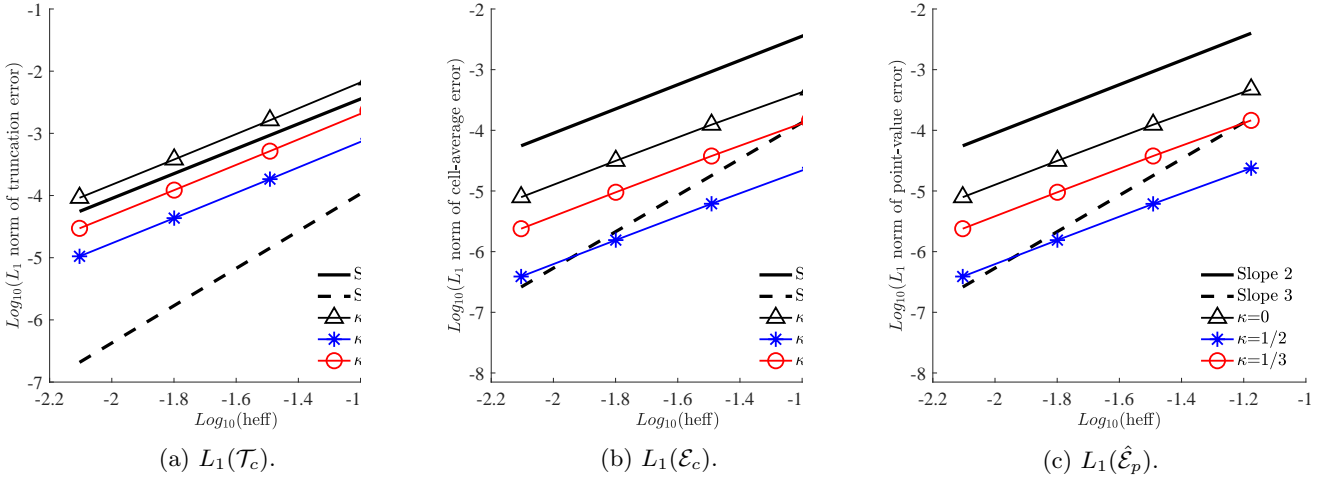 -1
-2
-3
-4
-5
-6
-7
-2.2 -2 -1.8 -1.6 -1.4 -1.2 -1
Log10(L1 norm of truncation error)
Log10(heff)
S
S
κ
κ
κ
(a) L1(𝒯c).
-2
-3
-4
-5
-6
-7
-8
-2.2 -2 -1.8 -1.6 -1.4 -1.2 -1
Log10(L1 norm of cell-average error)
Log10(heff)
S
S
κ
κ
κ
(b) L1(ℰc).
-2
-3
-4
-5
-6
-7
-8
-2.2 -2 -1.8 -1.6 -1.4 -1.2 -1
Log10(L1 norm of point-value error)
Log10(heff)
Slope 2
Slope 3
κ=0
κ=1/2
κ=1/3
(c) L1(ℰ̂p).